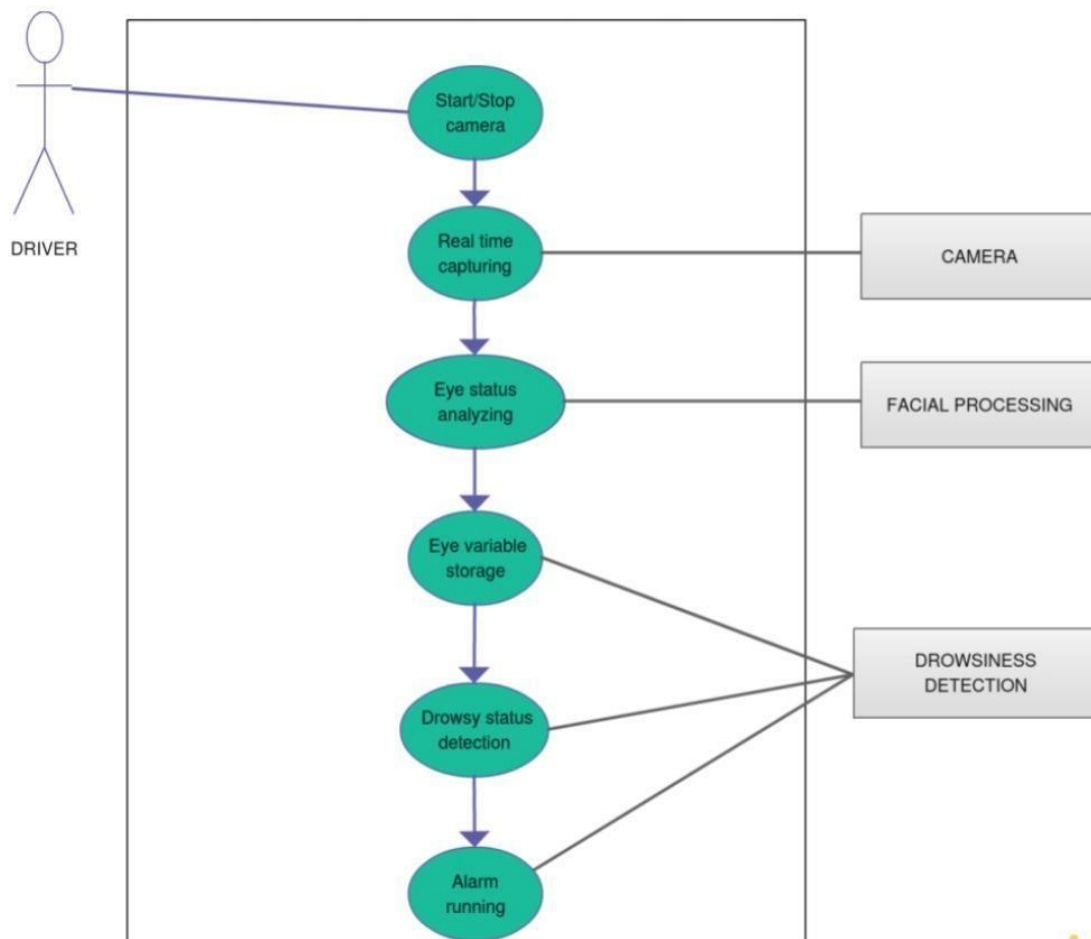 Start/Stop
camera
DRIVER
Real time
capturing
CAMERA
Eye status
analyzing
FACIAL PROCESSING
Eye variable
storage
DROWSINESS
DETECTION
Drowsy status
detection
Alarm
running